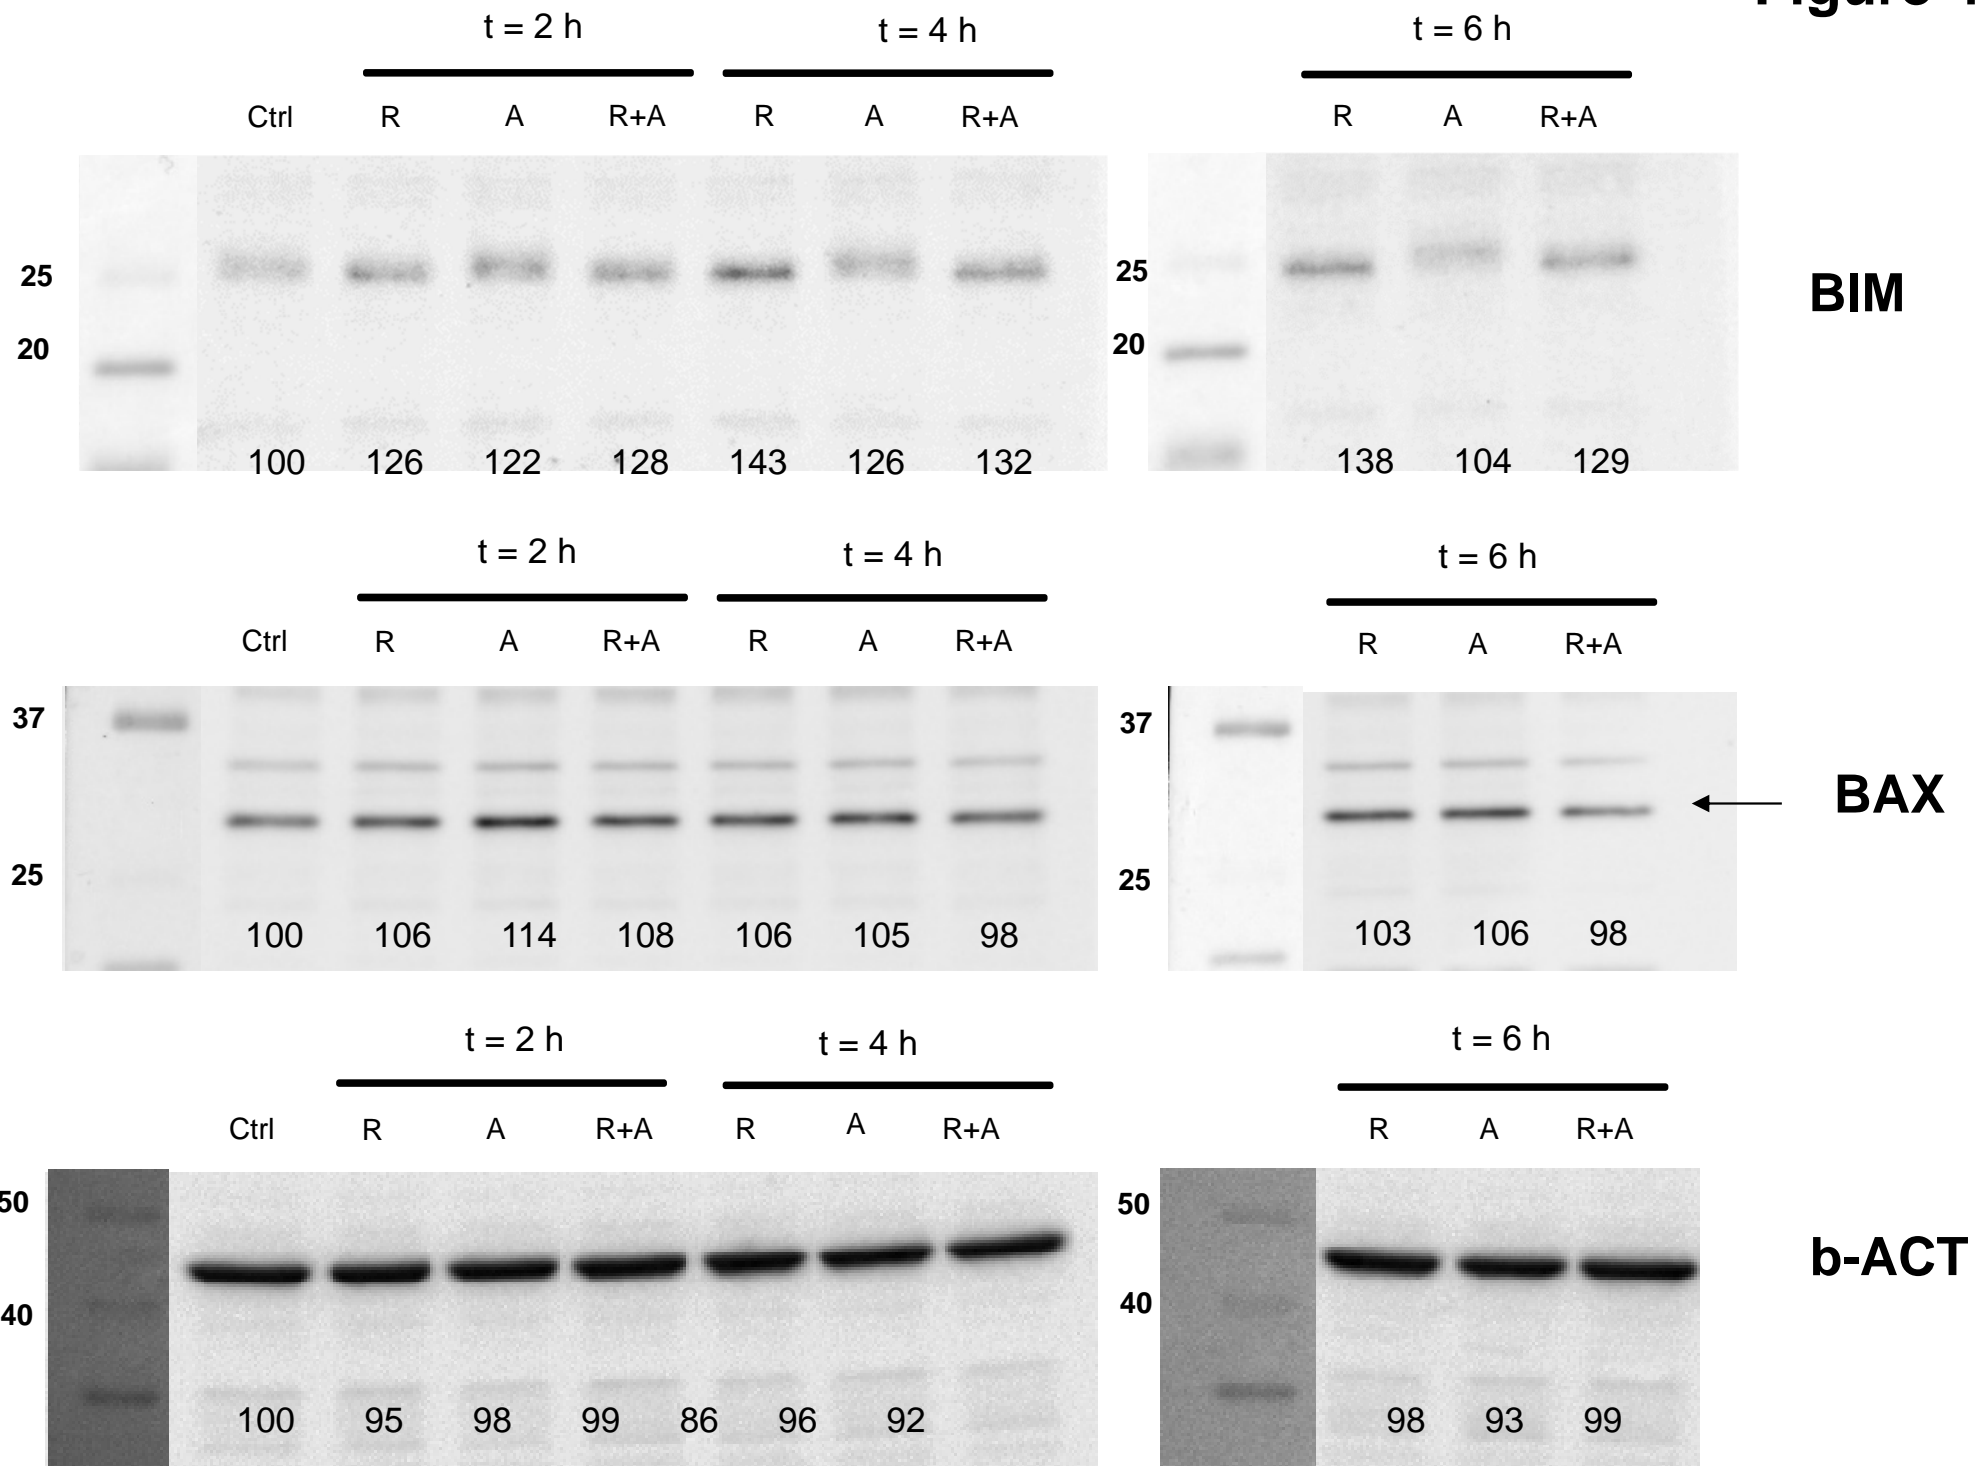 t = 2 h t = 4 h t = 6 h
Ctrl R A R+A R A R+A R A R+A
25 25
BIM
20 20
100 126 122 128 143 126 132 138 104 129
t = 2 h t = 4 h t = 6 h
Ctrl R A R+A R A R+A R A R+A
37 37
BAX
25 25
100 106 114 108 106 105 98 103 106 98
t = 2 h t = 4 h t = 6 h
Ctrl R A R+A R A R+A R A R+A
50 50
b-ACT
40 40
100 95 98 99 86 96 92 98 93 99